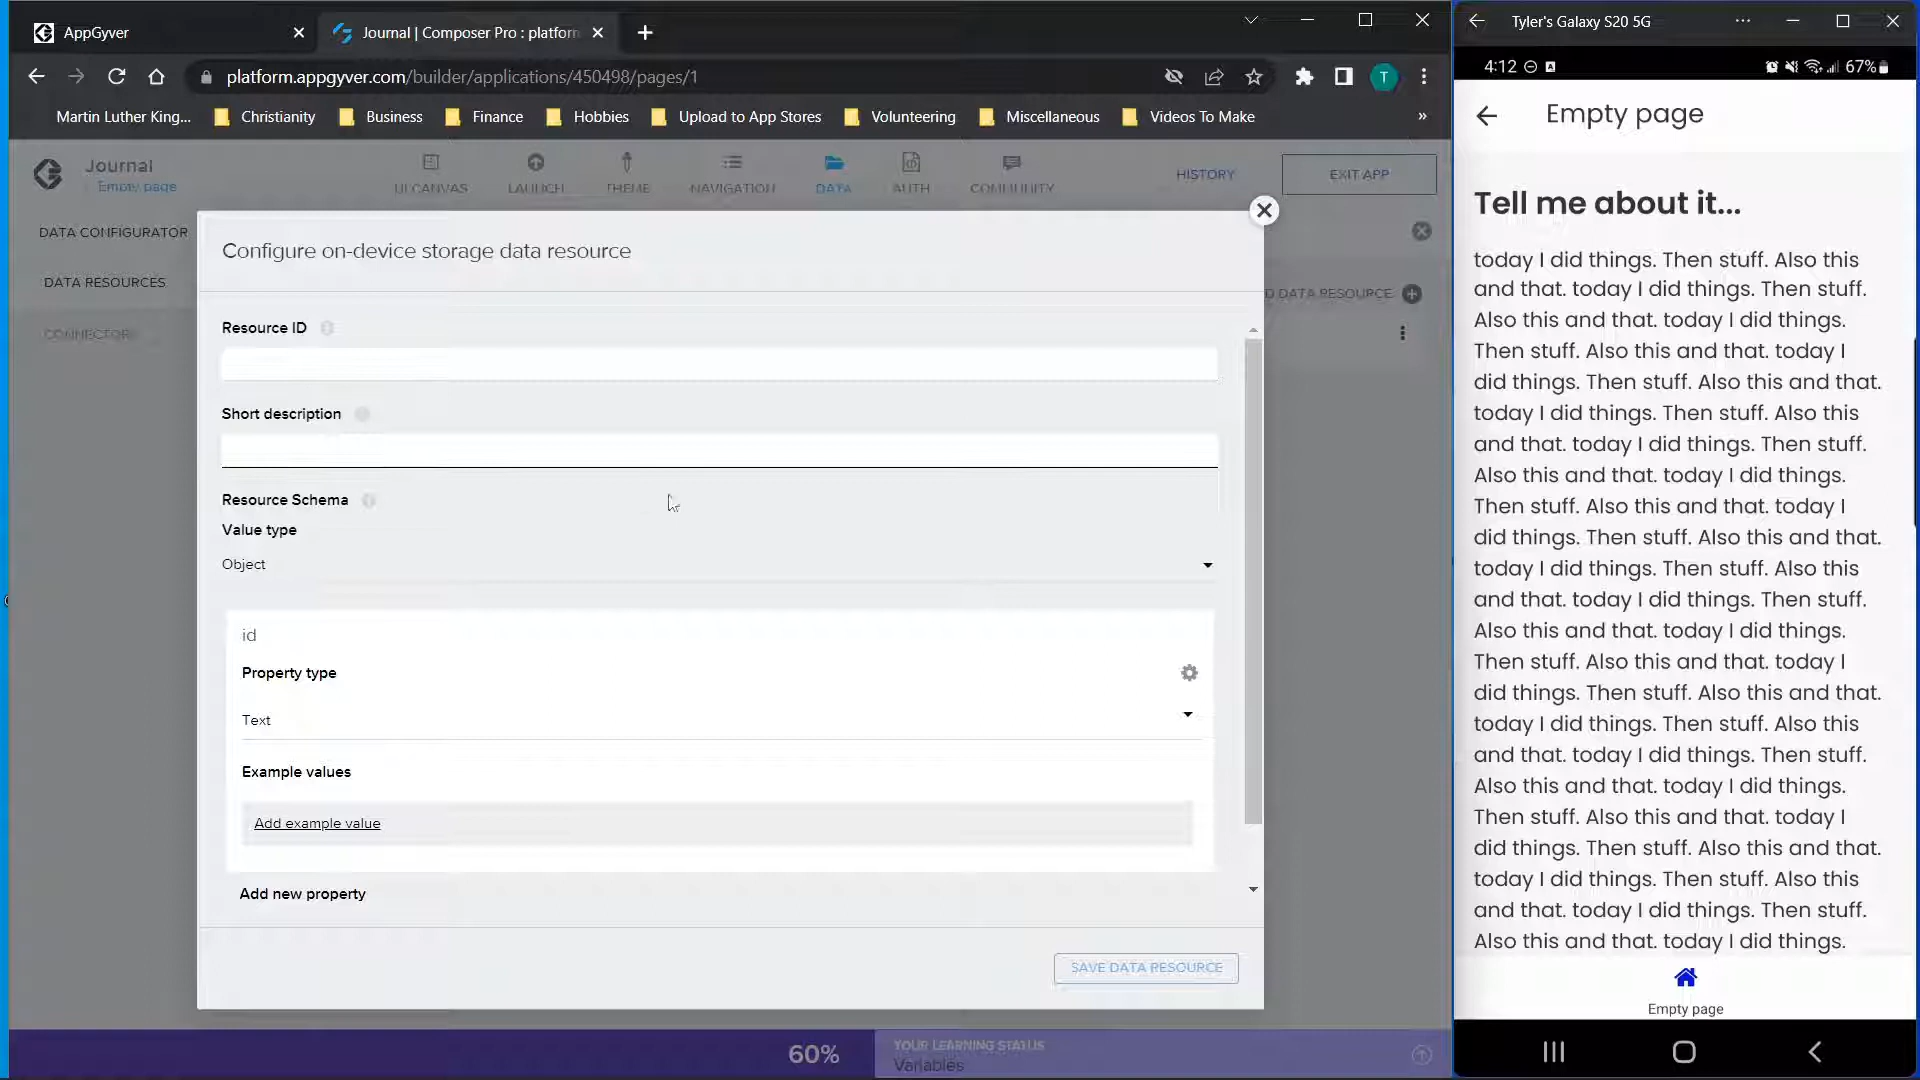 AppGyver
Journal | Composer Pro : platform
platform.appgyver.com/builder/applications/450498/pages/1
T
Martin Luther King...
Christianity
Business
Finance
Hobbies
Upload to App Stores
Volunteering
Miscellaneous
Videos To Make
»
Journal
Empty page
UI CANVAS
LAUNCH
THEME
NAVIGATION
DATA
AUTH
COMMUNITY
HISTORY
EXIT APP
DATA CONFIGURATOR
DATA RESOURCES
D DATA RESOURCE
CONNECTOR
Configure on-device storage data resource
Resource ID
Short description
Resource Schema
Value type
Object
id
Property type
Text
Example values
Add example value
Add new property
SAVE DATA RESOURCE
60%
YOUR LEARNING STATUS
Variables
Tyler's Galaxy S20 5G
4:12
67%
Empty page
Tell me about it...
today I did things. Then stuff. Also this
and that. today I did things. Then stuff.
Also this and that. today I did things.
Then stuff. Also this and that. today I
did things. Then stuff. Also this and that.
today I did things. Then stuff. Also this
and that. today I did things. Then stuff.
Also this and that. today I did things.
Then stuff. Also this and that. today I
did things. Then stuff. Also this and that.
today I did things. Then stuff. Also this
and that. today I did things. Then stuff.
Also this and that. today I did things.
Then stuff. Also this and that. today I
did things. Then stuff. Also this and that.
today I did things. Then stuff. Also this
and that. today I did things. Then stuff.
Also this and that. today I did things.
Then stuff. Also this and that. today I
did things. Then stuff. Also this and that.
today I did things. Then stuff. Also this
and that. today I did things. Then stuff.
Also this and that. today I did things.
Empty page